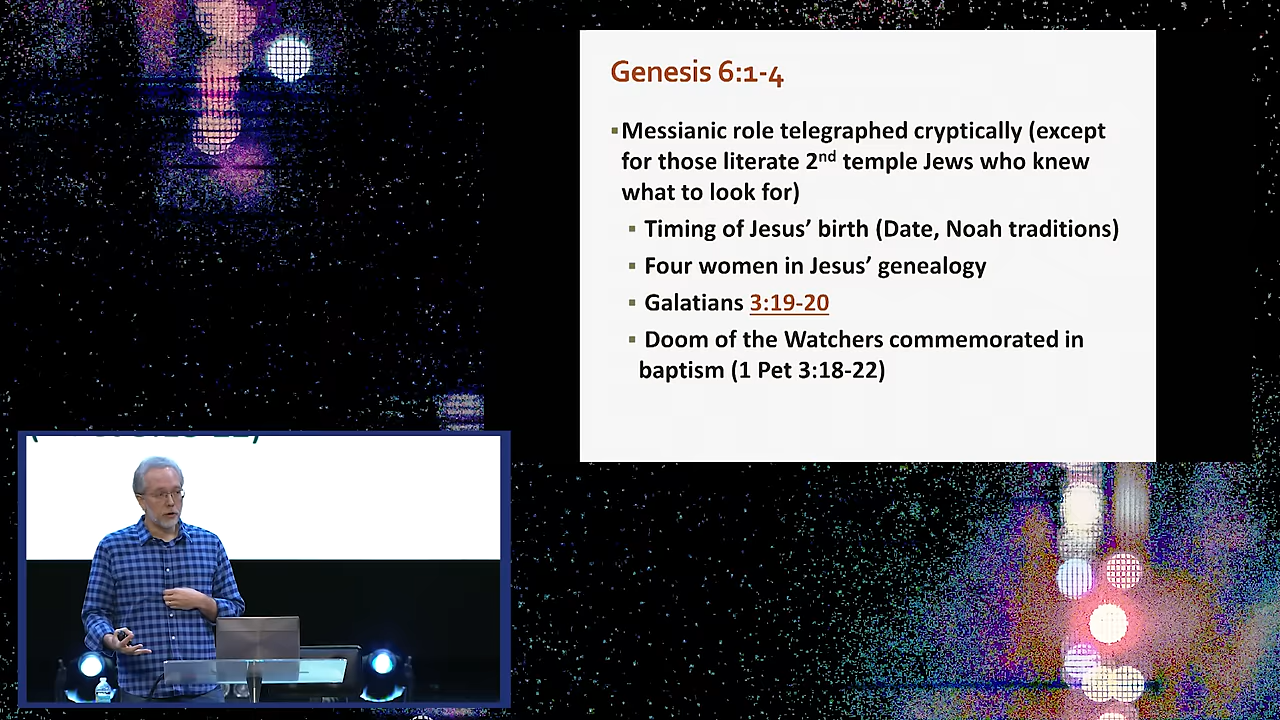 Genesis 6:1-4
▪Messianic role telegraphed cryptically (except
for those literate 2nd temple Jews who knew
what to look for)
▪ Timing of Jesus’ birth (Date, Noah traditions)
▪ Four women in Jesus’ genealogy
▪ Galatians 3:19-20
▪ Doom of the Watchers commemorated in
baptism (1 Pet 3:18-22)